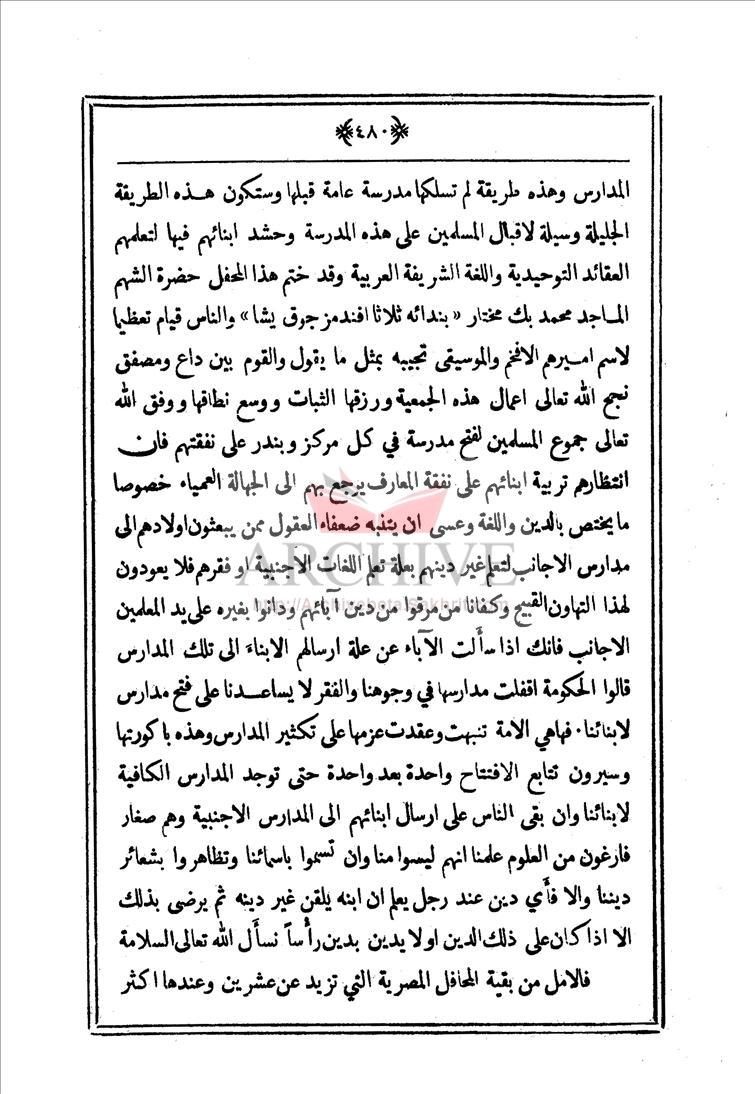 ﴿٤٨٠﴾
المدارس وهذه طريقة لم تسلكها مدرسة عامة قبلها وستكون هذه الطريقة
الجليلة وسيلة لاقبال المسلمين على هذه المدرسة وحشد ابنائهم فيها لتعلمهم
العقائد التوحيدية واللغة الشريفة العربية وقد ختم هذا المحفل حضرة الشهم
الماجد محمد بك مختار «بندائه ثلاثا افندمز جوق يشا» والناس قيام تعظيما
لاسم اميرهم الافخم والموسيقى تجيبه بمثل ما يقول والقوم بين داع ومصفق
نجح الله تعالى اعمال هذه الجمعية ورزقها الثبات ووسع نطاقها ووفق الله
تعالى جموع المسلمين لفتح مدرسة في كل مركز وبندر على نفقتهم فان
انتظارهم تربية ابنائهم على نفقة المعارف يرجع بهم الى الجهالة العمياء خصوصا
ما يختص بالدين واللغة وعسى ان يتنبه ضعفاء العقول ممن يبعثون اولادهم الى
مدارس الاجانب لتعلم غير دينهم بعلة تعلم اللغات الاجنبية او فقرهم فلا يعودون
لهذا التهاون القبيح وكفانا من مرقوا من دين آبائهم ودانوا بغيره على يد المعلمين
الاجانب فانك اذا سألت الآباء عن علة ارسالهم الابناء الى تلك المدارس
قالوا الحكومة اقفلت مدارسها في وجوهنا والفقر لا يساعدنا على فتح مدارس
لابنائنا٠ فهاهي الامة تنبهت وعقدت عزمها على تكثير المدارس وهذه باكورتها
وسيرون تتابع الافتتاح واحدة بعد واحدة حتى توجد المدارس الكافية
لابنائنا وان بقى الناس على ارسال ابنائهم الى المدارس الاجنبية وهم صغار
فارغون من العلوم علمنا انهم ليسوا منا وان تسموا باسمائنا وتظاهروا بشعائر
ديننا والا فأي دين عند رجل يعلم ان ابنه يلقن غير دينه ثم يرضى بذلك
الا اذا كان على ذلك الدين او لا يدين بدين رأساً نسأل الله تعالى السلامة
فالامل من بقية المحافل المصرية التي تزيد عن عشرين وعندها اكثر
ARCHIVE